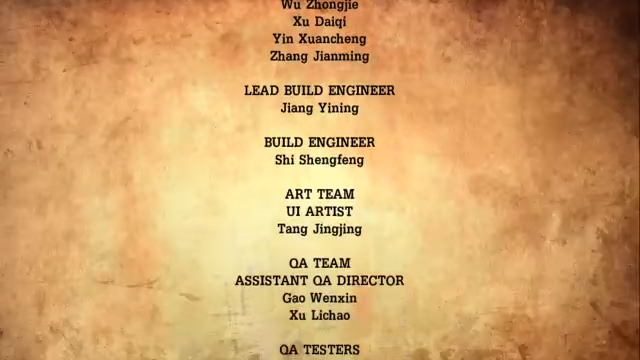 Wu Zhongjie
Xu Daiqi
Yin Xuancheng
Zhang Jianming
LEAD BUILD ENGINEER
Jiang Yining
BUILD ENGINEER
Shi Shengfeng
ART TEAM
UI ARTIST
Tang Jingjing
QA TEAM
ASSISTANT QA DIRECTOR
Gao Wenxin
Xu Lichao
QA TESTERS